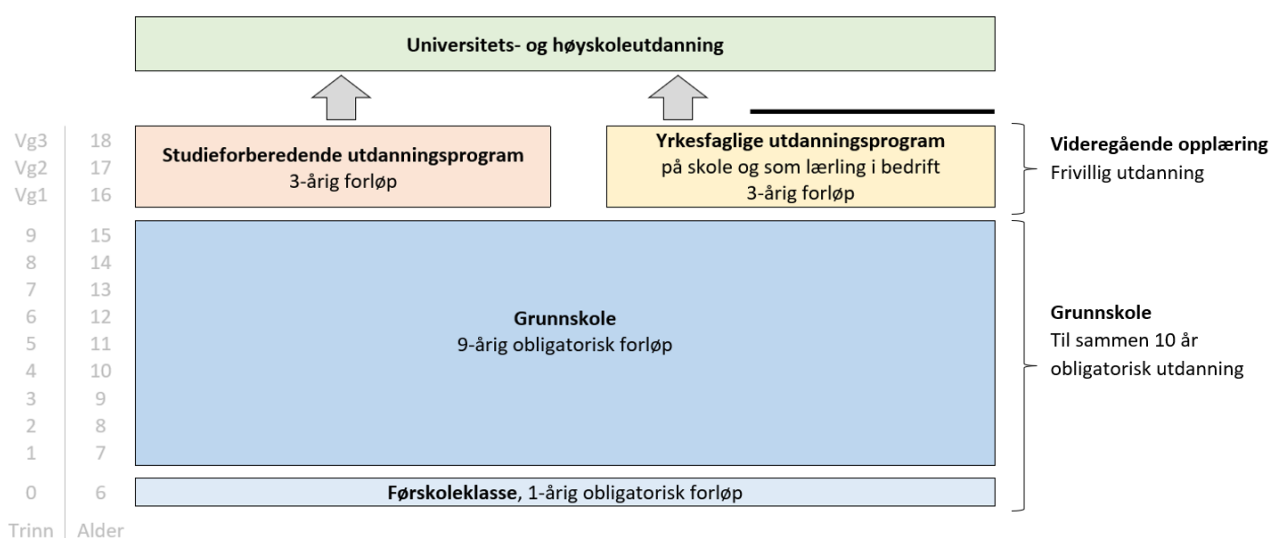 Universitets- og høyskoleutdanning
Vg3 18
Vg2 17
Vg1 16
Studieforberedende utdanningsprogram
3-årig forløp
Yrkesfaglige utdanningsprogram
på skole og som lærling i bedrift
3-årig forløp
Videregående opplæring
Frivillig utdanning
9 15
8 14
7 13
6 12
5 11
4 10
3 9
2 8
1 7
Grunnskole
9-årig obligatorisk forløp
Grunnskole
Til sammen 10 år
obligatorisk utdanning
0 6
Førskoleklasse, 1-årig obligatorisk forløp
Trinn Alder